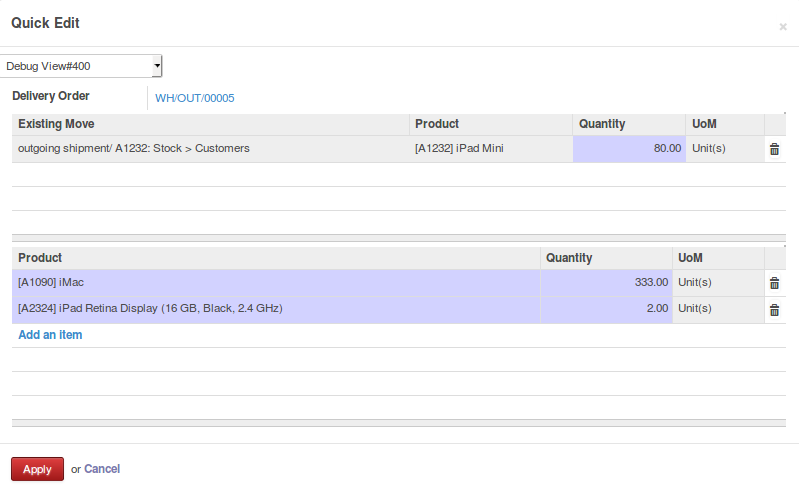 Quick Edit
×
Debug View#400
Delivery Order WH/OUT/00005
Existing Move Product Quantity UoM
outgoing shipment/ A1232: Stock > Customers [A1232] iPad Mini 80.00 Unit(s)
Product Quantity UoM
[A1090] iMac 333.00 Unit(s)
[A2324] iPad Retina Display (16 GB, Black, 2.4 GHz) 2.00 Unit(s)
Add an item
Apply or Cancel